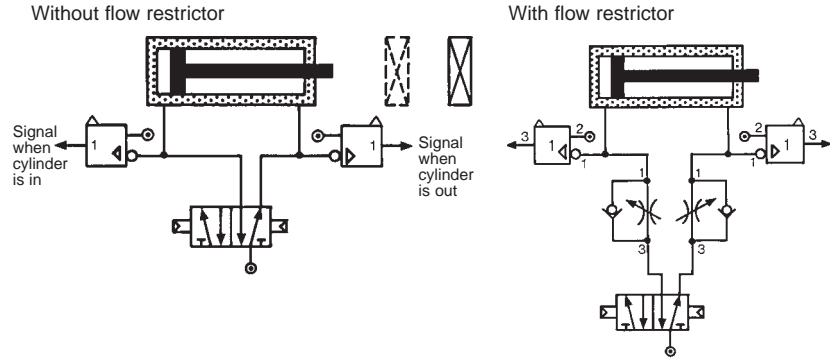 Without flow restrictor
With flow restrictor
Signal
when
cylinder
is in
1
1
Signal
when
cylinder
is out
3
1
2
1
2
1
3
1
1
1
3
3